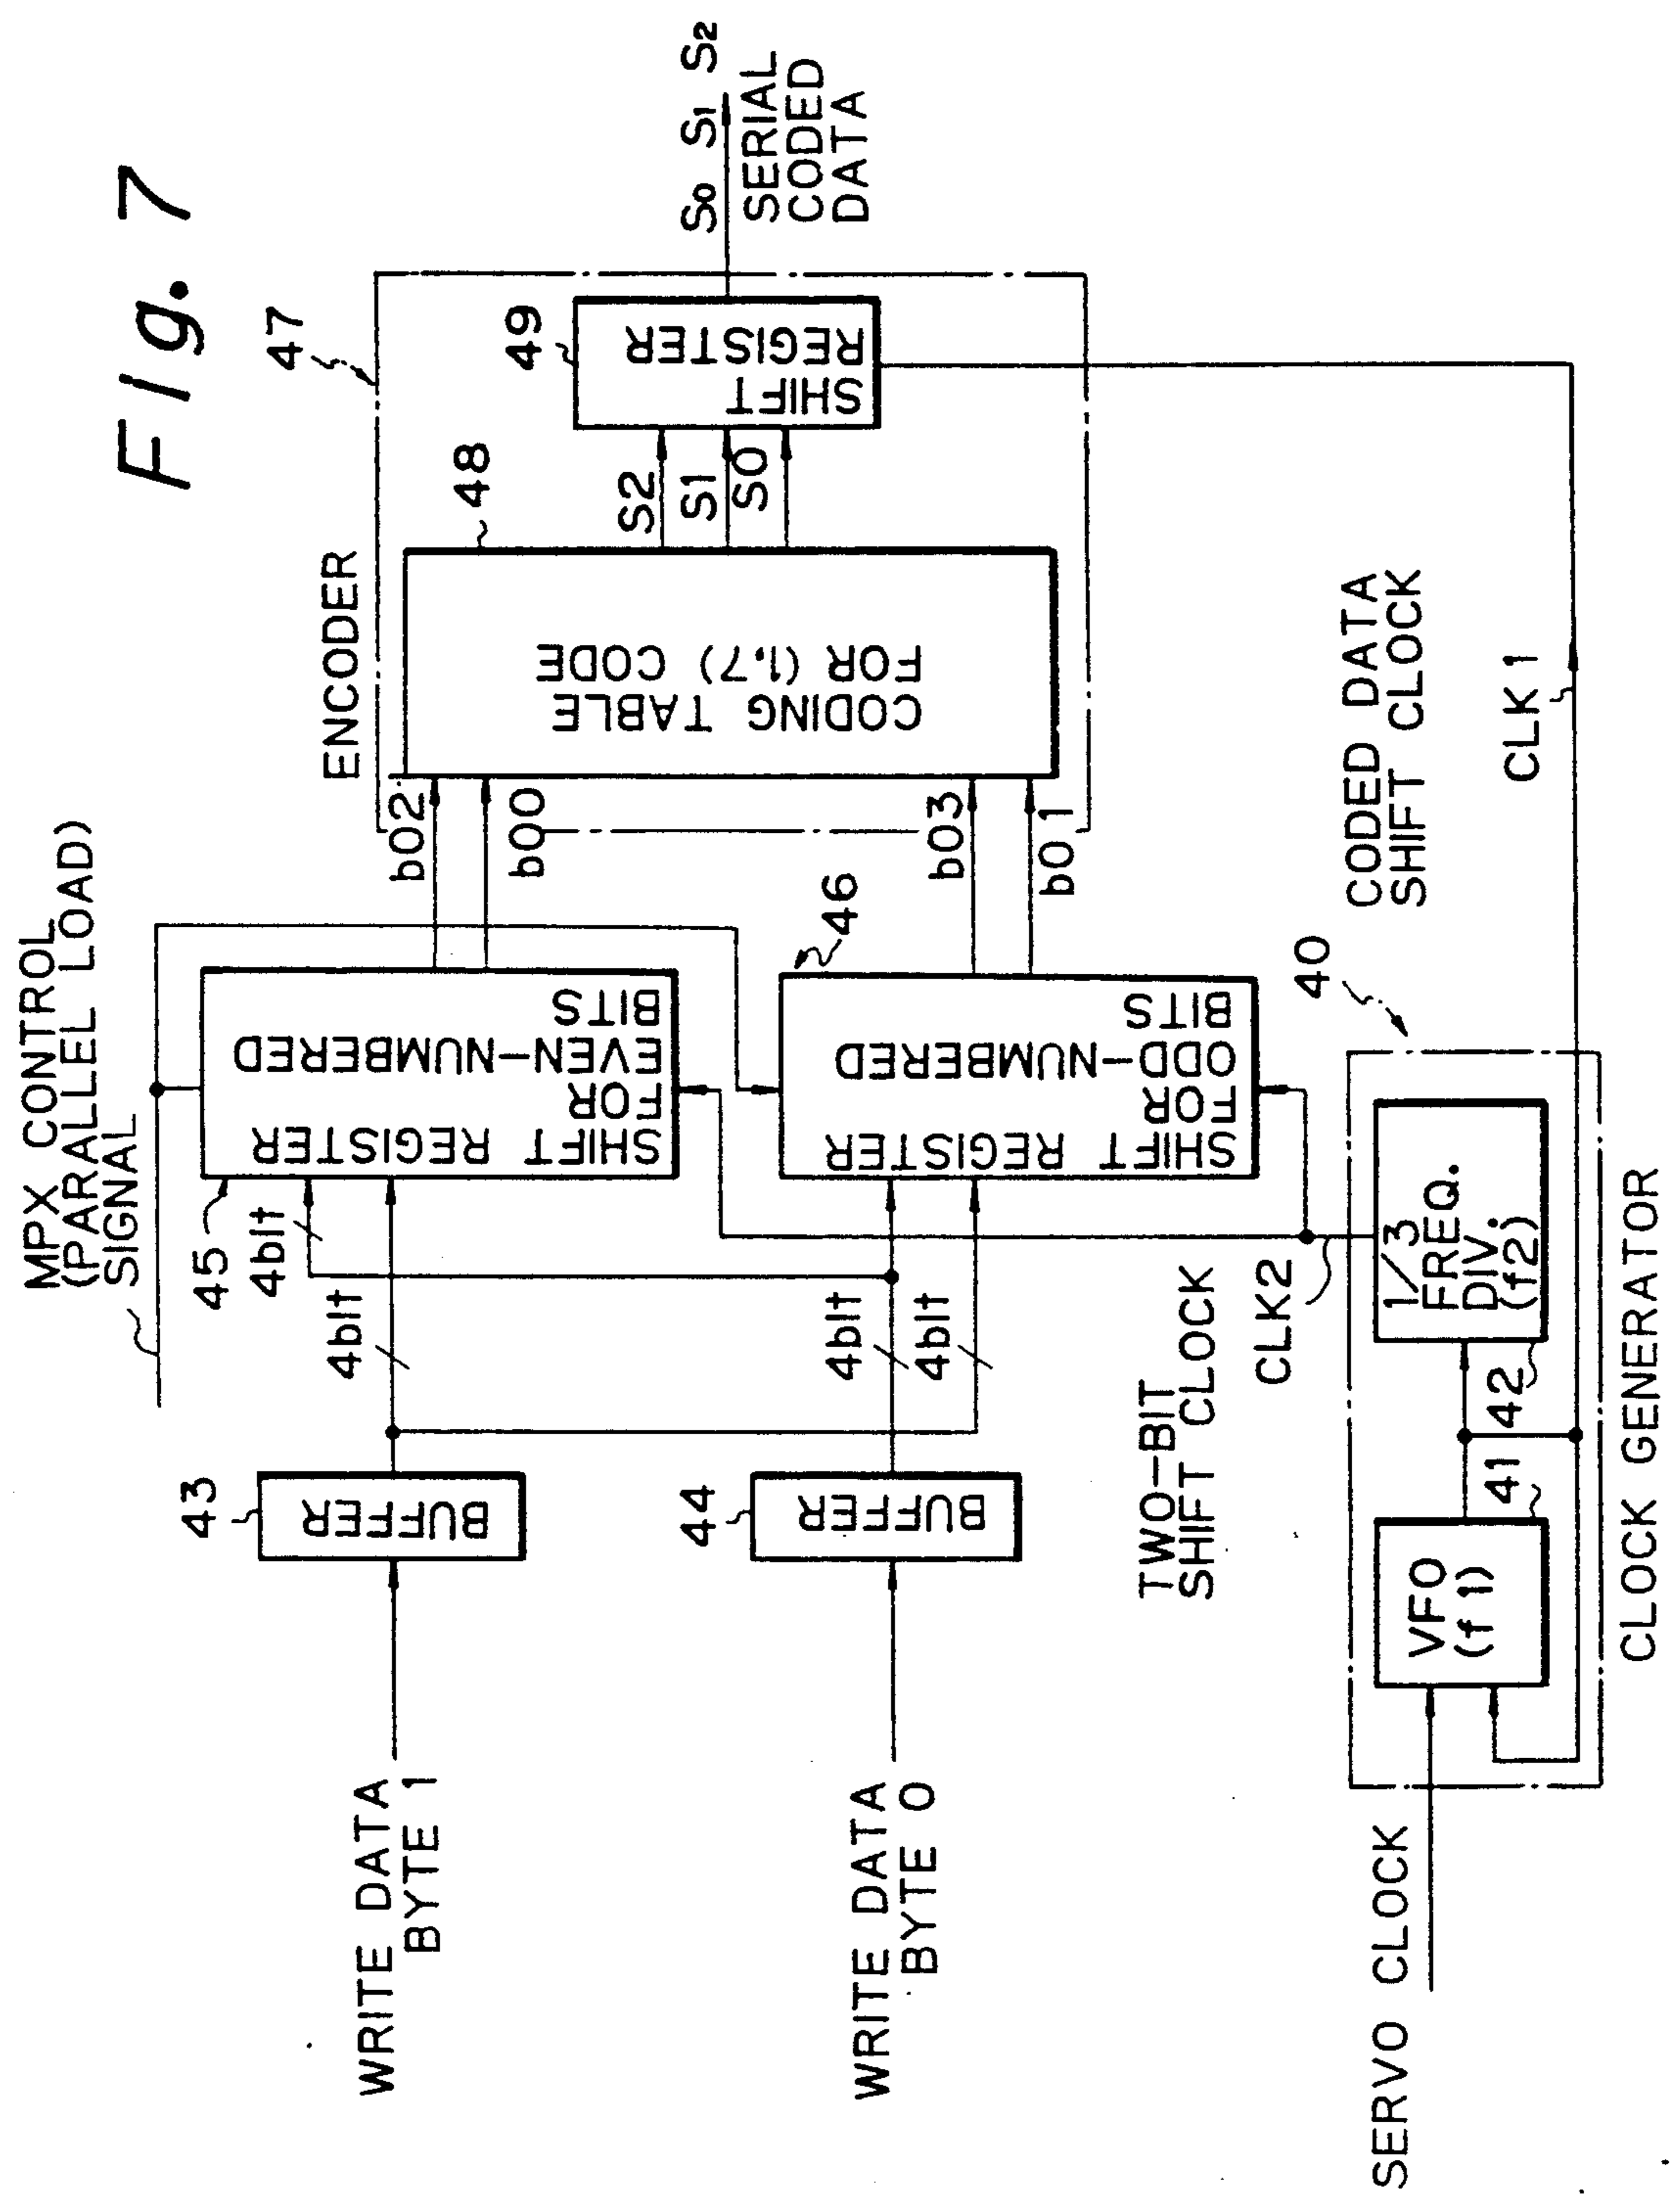 Fig. 7
MPX CONTROL
(PARALLEL LOAD)
SIGNAL
WRITE DATA
BYTE 1
43
BUFFER
4bit
4bit
45
SHIFT REGISTER
FOR
EVEN-NUMBERED
BITS
b02
b00
ENCODER
47
48
CODING TABLE
FOR (1,7) CODE
S2
S1
S0
49
SHIFT
REGISTER
S0 S1 S2
SERIAL
CODED
DATA
WRITE DATA
BYTE 0
44
BUFFER
4bit
4bit
46
SHIFT REGISTER
FOR
ODD-NUMBERED
BITS
b03
b01
TWO-BIT
SHIFT CLOCK
CLK2
40
CODED DATA
SHIFT CLOCK
CLK 1
SERVO CLOCK
VFO
(f 1)
41
42
1/3
FREQ.
DIV.
(f2)
CLOCK GENERATOR